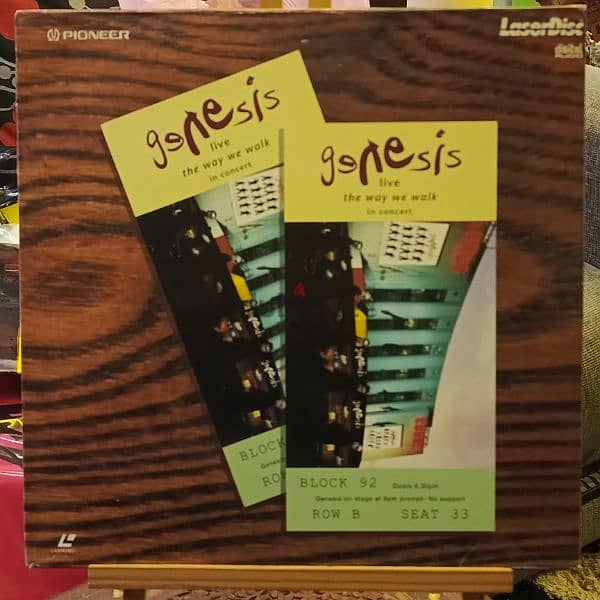 PIONEER
LaserDisc
digital
genesis
live
the way we walk
in concert
BLOCK
ROW
genesis
live
the way we walk
in concert
BLOCK 92 Doors 6.30pm
Genesis on stage at 8pm prompt- No support
ROW B SEAT 33